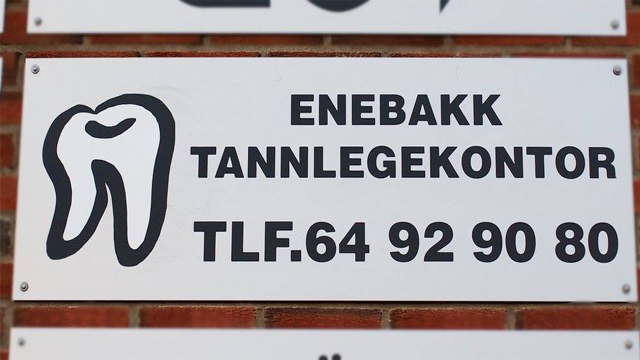 ENEBAKK
TANNLEGEKONTOR
TLF.64 92 90 80